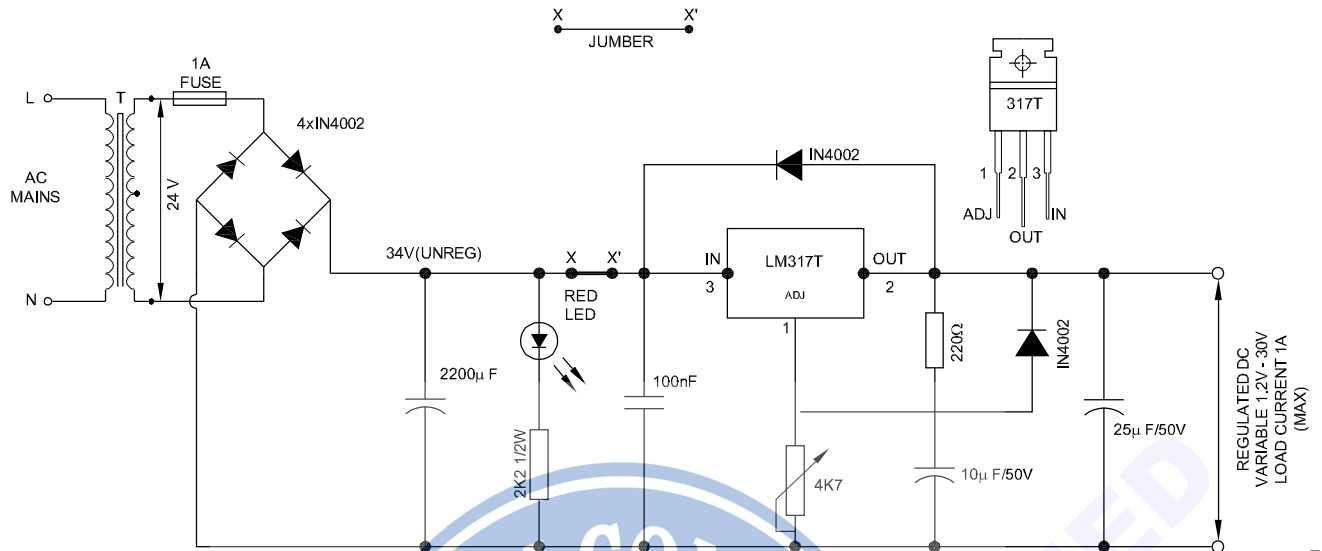 X X'
JUMBER
1A
FUSE
L T
4xIN4002
317T
AC
MAINS
24 V
N
IN4002
1 2 3
ADJ IN
OUT
34V(UNREG)
X X'
RED
LED
IN LM317T OUT
3 ADJ 2
1
220Ω
IN4002
2200µ F
100nF
2K2 1/2W
4K7
10µ F/50V
25µ F/50V
REGULATED DC
VARIABLE 1.2V - 30V
LOAD CURRENT 1A
(MAX)